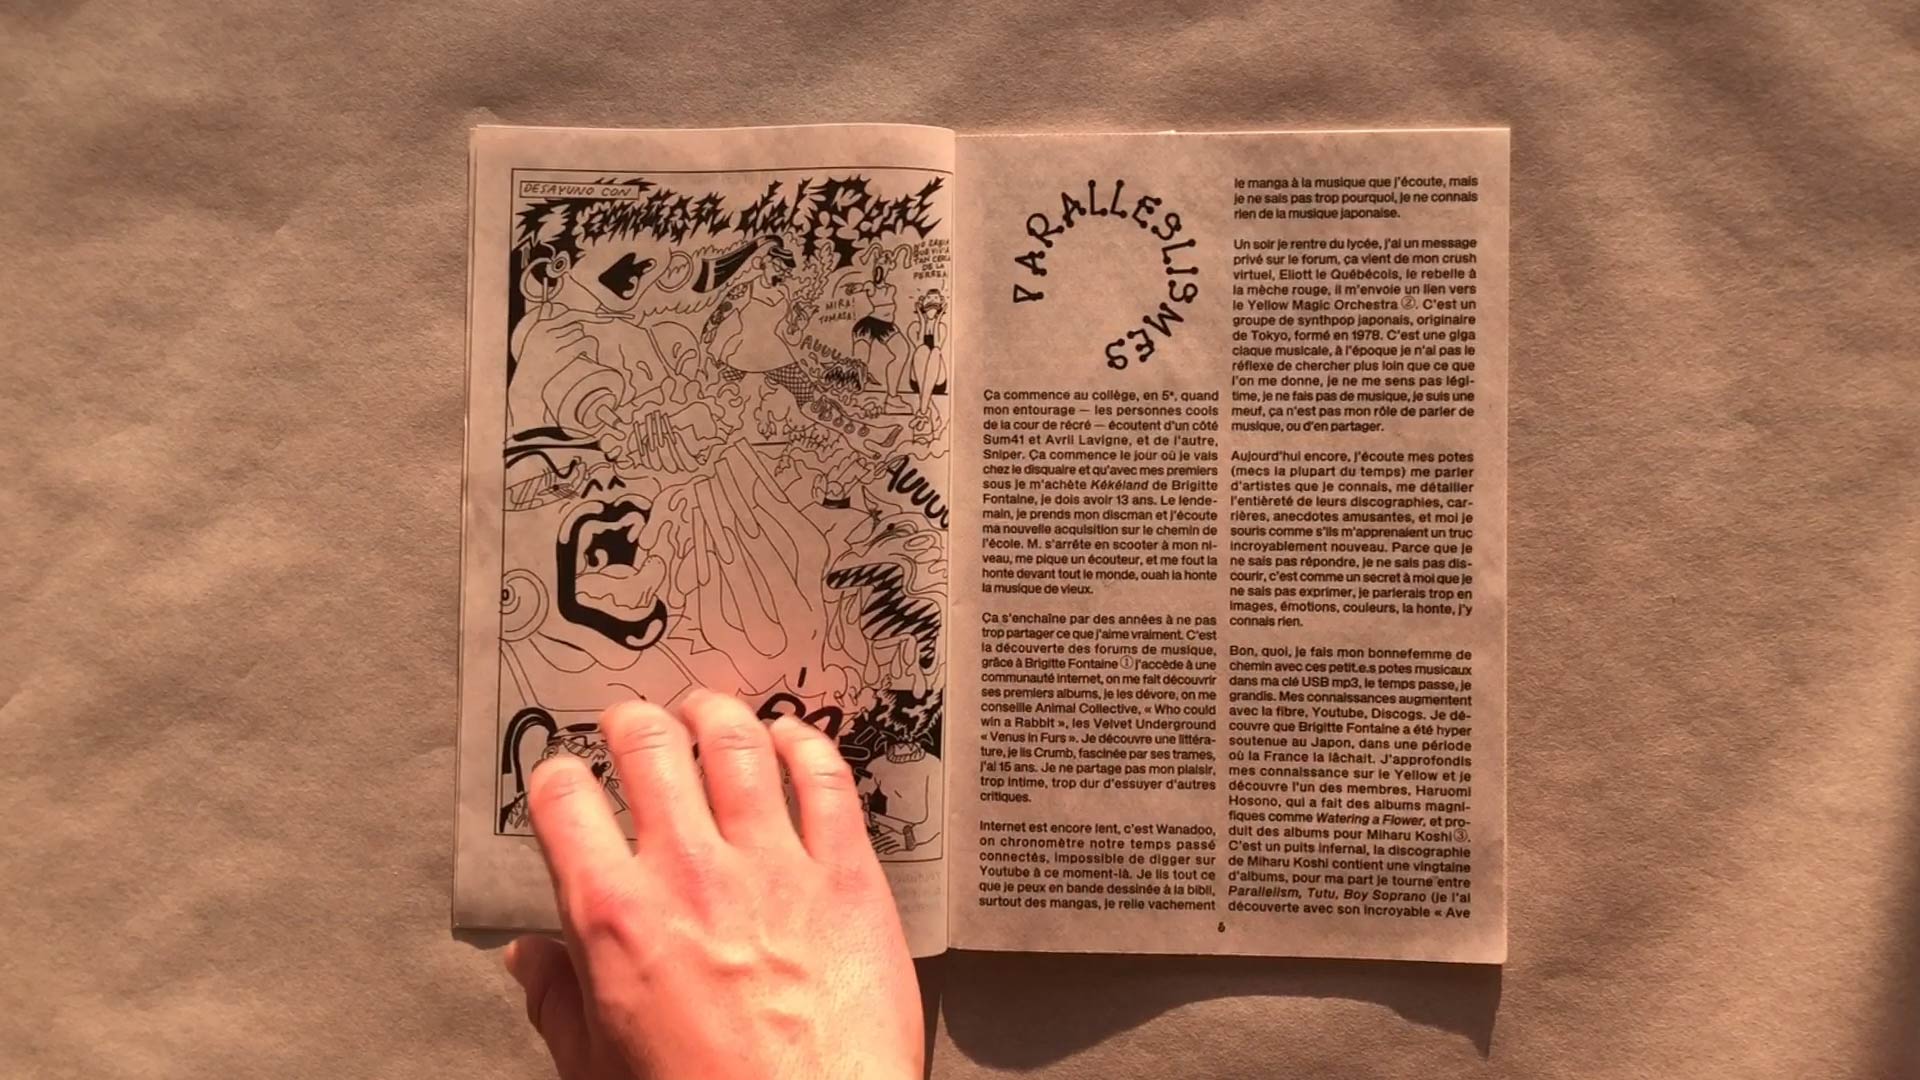 DESAYUNO CON
Tomasa del Real
NO SABIA
QUE VIVIA
TAN CERCA
DE LA
PERREA!
MIRA!
TOMASA!
AUUUU
AUUUU
PARALLESLISMES
Ça commence au collège, en 5ᵉ, quand
mon entourage — les personnes cools
de la cour de récré — écoutent d'un côté
Sum41 et Avril Lavigne, et de l'autre,
Sniper. Ça commence le jour où je vais
chez le disquaire et qu'avec mes premiers
sous je m'achète Kékéland de Brigitte
Fontaine, je dois avoir 13 ans. Le lende-
main, je prends mon discman et j'écoute
ma nouvelle acquisition sur le chemin de
l'école. M. s'arrête en scooter à mon ni-
veau, me pique un écouteur, et me fout la
honte devant tout le monde, ouah la honte
la musique de vieux.
Ça s'enchaîne par des années à ne pas
trop partager ce que j'aime vraiment. C'est
la découverte des forums de musique,
grâce à Brigitte Fontaine ① j'accède à une
communauté internet, on me fait découvrir
ses premiers albums, je les dévore, on me
conseille Animal Collective, « Who could
win a Rabbit », les Velvet Underground
« Venus in Furs ». Je découvre une littéra-
ture, je lis Crumb, fascinée par ses trames,
j'ai 15 ans. Je ne partage pas mon plaisir,
trop intime, trop dur d'essuyer d'autres
critiques.
Internet est encore lent, c'est Wanadoo,
on chronomètre notre temps passé
connectés, impossible de digger sur
Youtube à ce moment-là. Je lis tout ce
que je peux en bande dessinée à la bibli,
surtout des mangas, je relie vachement
le manga à la musique que j'écoute, mais
je ne sais pas trop pourquoi, je ne connais
rien de la musique japonaise.
Un soir je rentre du lycée, j'ai un message
privé sur le forum, ça vient de mon crush
virtuel, Eliott le Québécois, le rebelle à
la mèche rouge, il m'envoie un lien vers
le Yellow Magic Orchestra ②. C'est un
groupe de synthpop japonais, originaire
de Tokyo, formé en 1978. C'est une giga
claque musicale, à l'époque je n'ai pas le
réflexe de chercher plus loin que ce que
l'on me donne, je ne me sens pas légi-
time, je ne fais pas de musique, je suis une
meuf, ça n'est pas mon rôle de parler de
musique, ou d'en partager.
Aujourd'hui encore, j'écoute mes potes
(mecs la plupart du temps) me parler
d'artistes que je connais, me détailler
l'entièreté de leurs discographies, car-
rières, anecdotes amusantes, et moi je
souris comme s'ils m'apprenaient un truc
incroyablement nouveau. Parce que je
ne sais pas répondre, je ne sais pas dis-
courir, c'est comme un secret à moi que je
ne sais pas exprimer, je parlerais trop en
images, émotions, couleurs, la honte, j'y
connais rien.
Bon, quoi, je fais mon bonnefemme de
chemin avec ces petit.e.s potes musicaux
dans ma clé USB mp3, le temps passe, je
grandis. Mes connaissances augmentent
avec la fibre, Youtube, Discogs. Je dé-
couvre que Brigitte Fontaine a été hyper
soutenue au Japon, dans une période
où la France la lâchait. J'approfondis
mes connaissance sur le Yellow et je
découvre l'un des membres, Haruomi
Hosono, qui a fait des albums magni-
fiques comme Watering a Flower, et pro-
duit des albums pour Miharu Koshi ③.
C'est un puits infernal, la discographie
de Miharu Koshi contient une vingtaine
d'albums, pour ma part je tourne entre
Parallelism, Tutu, Boy Soprano (je l'ai
découverte avec son incroyable « Ave